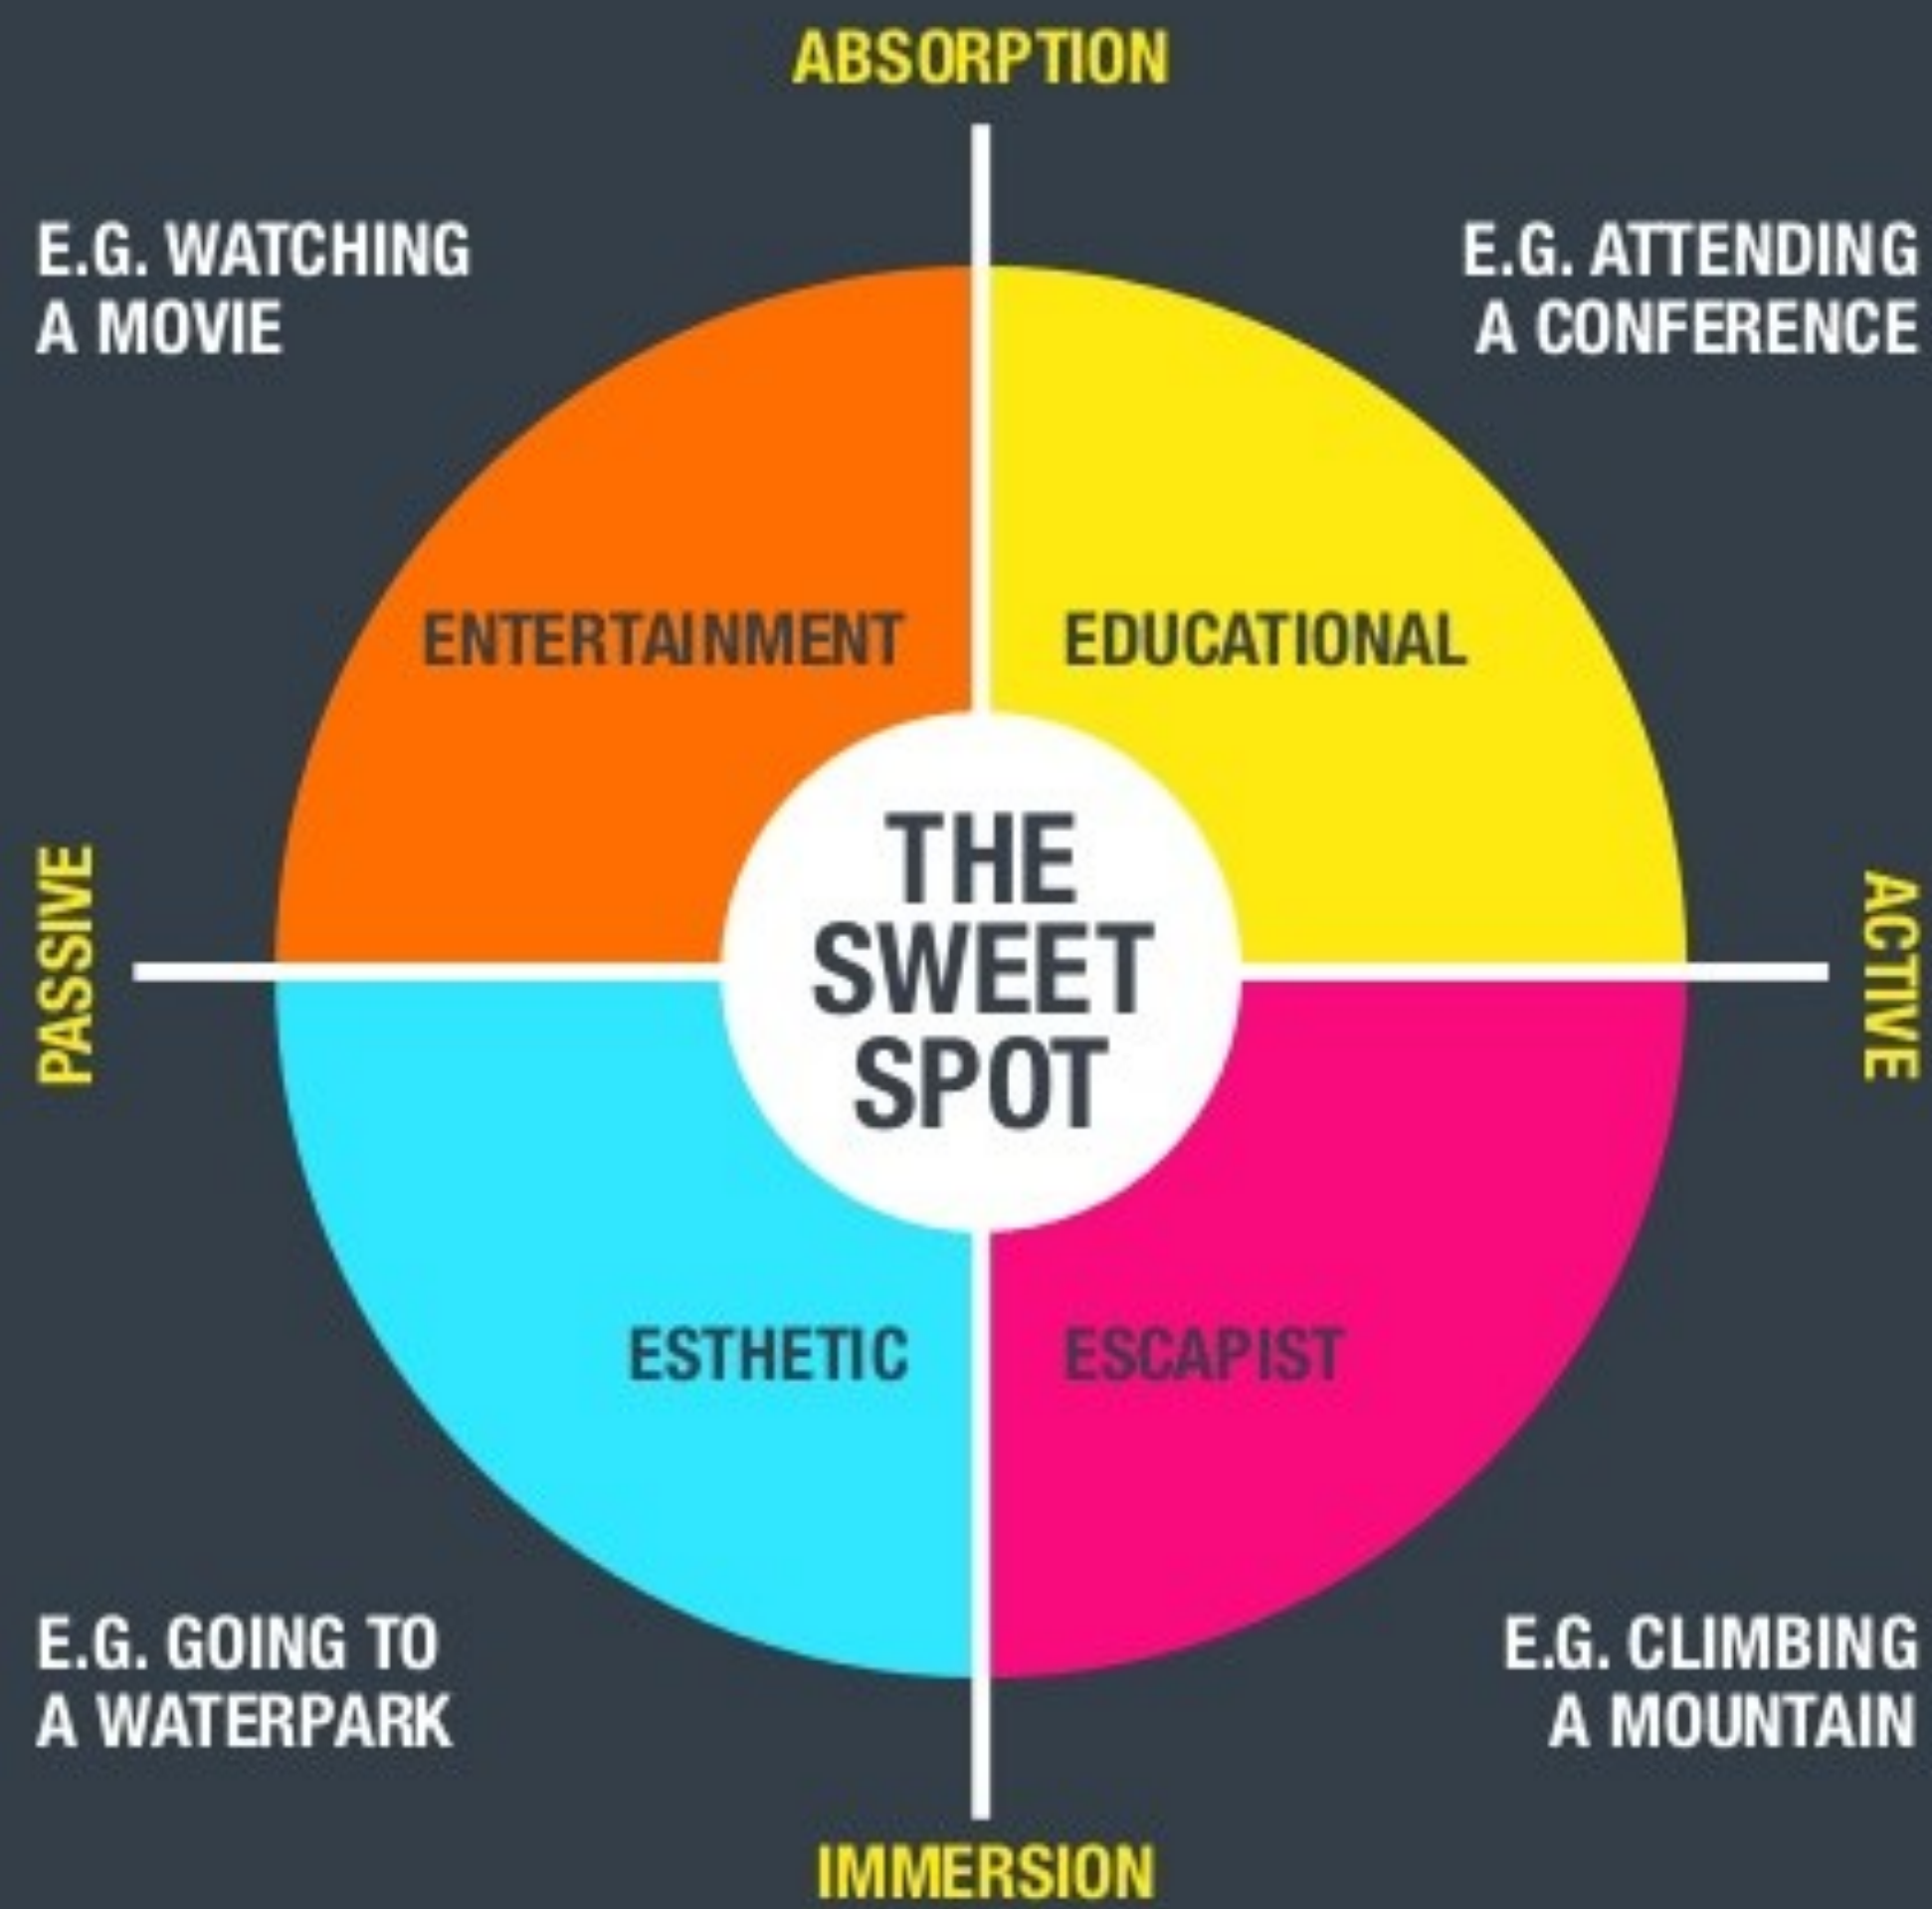 ABSORPTION
E.G. WATCHING
A MOVIE
E.G. ATTENDING
A CONFERENCE
ENTERTAINMENT
EDUCATIONAL
PASSIVE
THE
SWEET
SPOT
ACTIVE
ESTHETIC
ESCAPIST
E.G. GOING TO
A WATERPARK
E.G. CLIMBING
A MOUNTAIN
IMMERSION